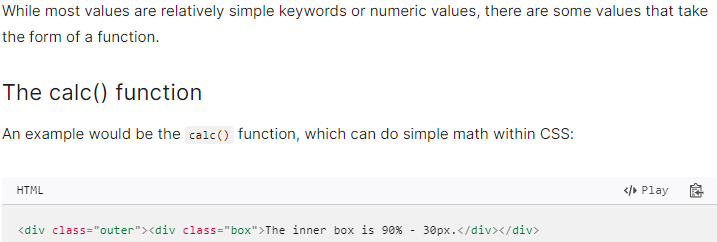 While most values are relatively simple keywords or numeric values, there are some values that take
the form of a function.
The calc() function
An example would be the calc() function, which can do simple math within CSS:
HTML
Play
<div class="outer"><div class="box">The inner box is 90% - 30px.</div></div>